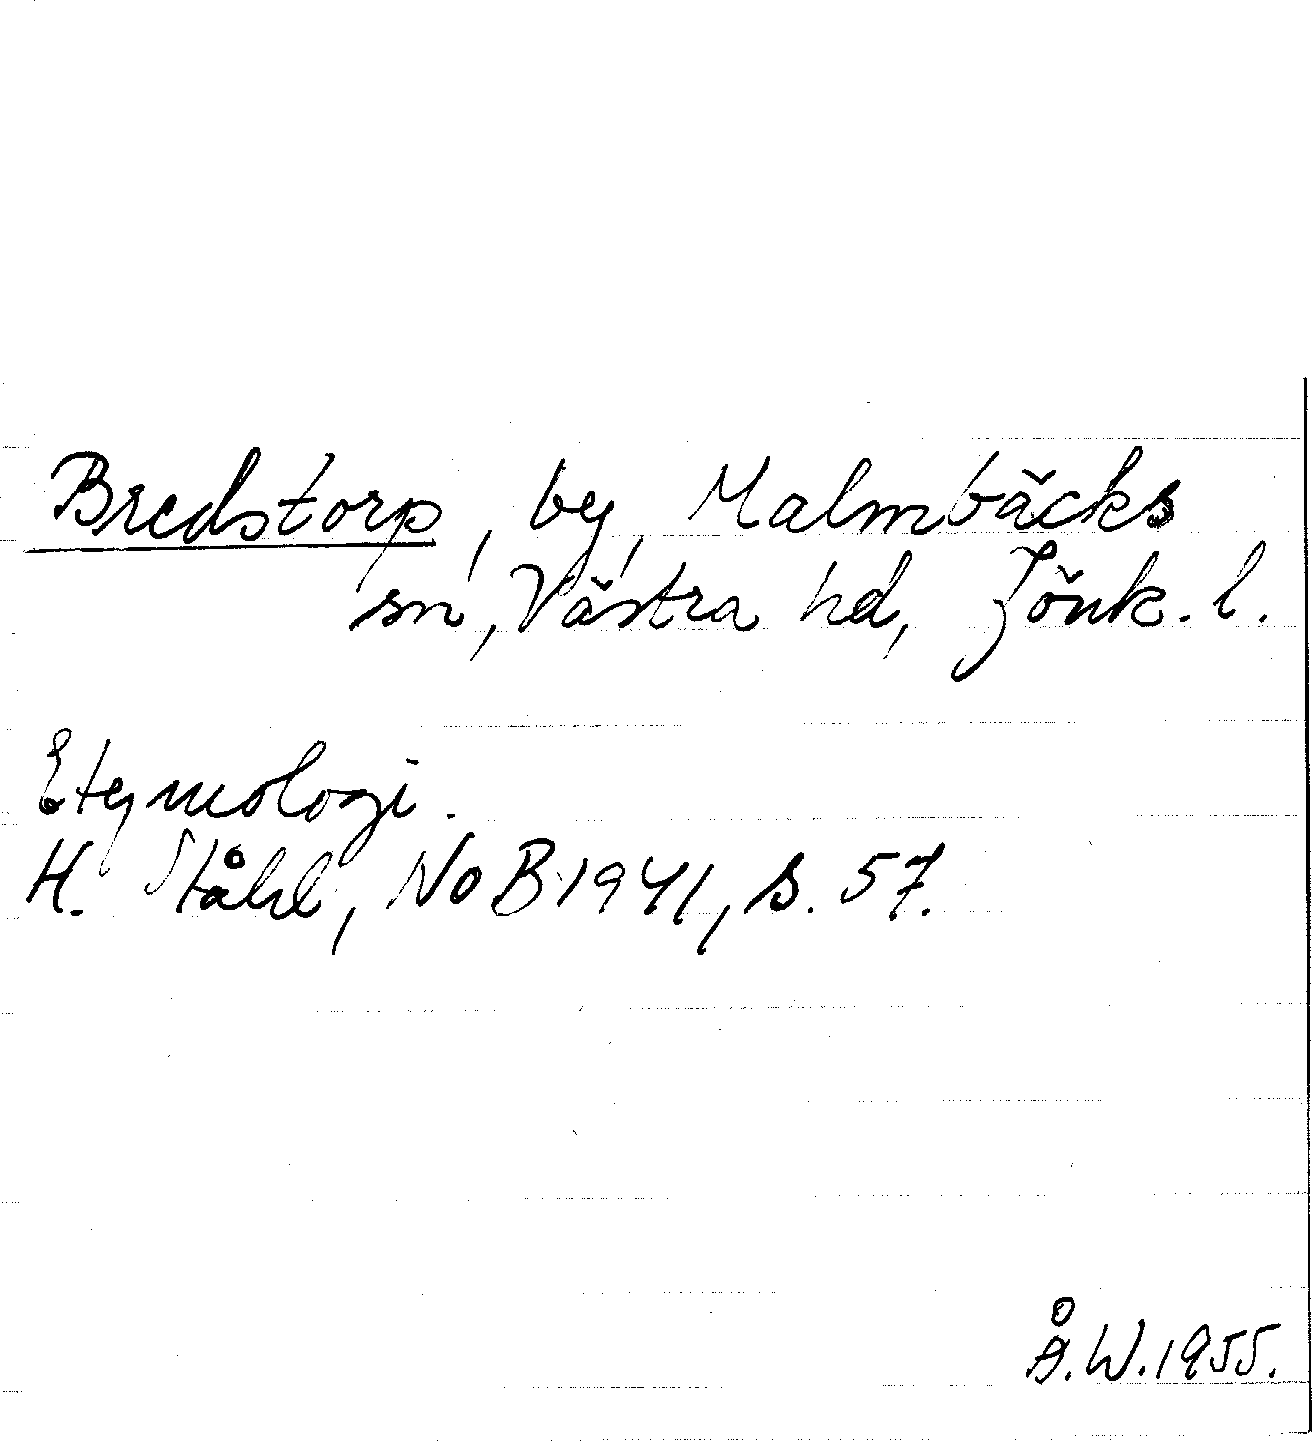 Bredstorp, by, Malmbäcks
sn, Västra hd, Jönk. l.
Etymologi.
H. Ståhl, NoB 1941, s. 57.
Å.W. 1955.